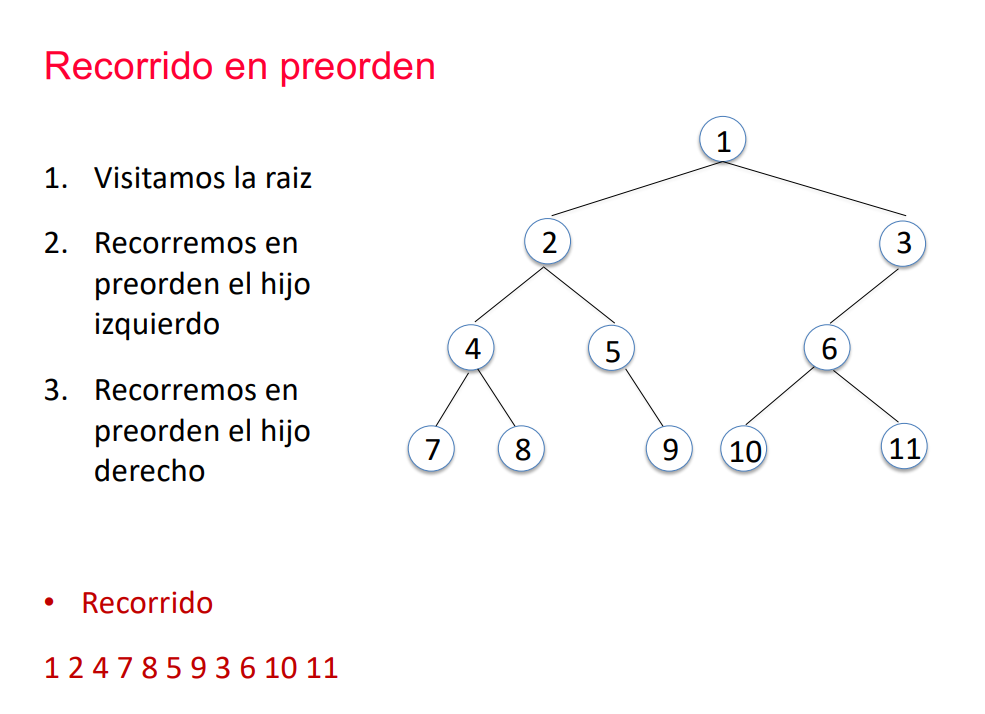 Recorrido en preorden
1. Visitamos la raiz
2. Recorremos en
preorden el hijo
izquierdo
3. Recorremos en
preorden el hijo
derecho
1
2
3
4
5
6
7
8
9
10
11
• Recorrido
1 2 4 7 8 5 9 3 6 10 11